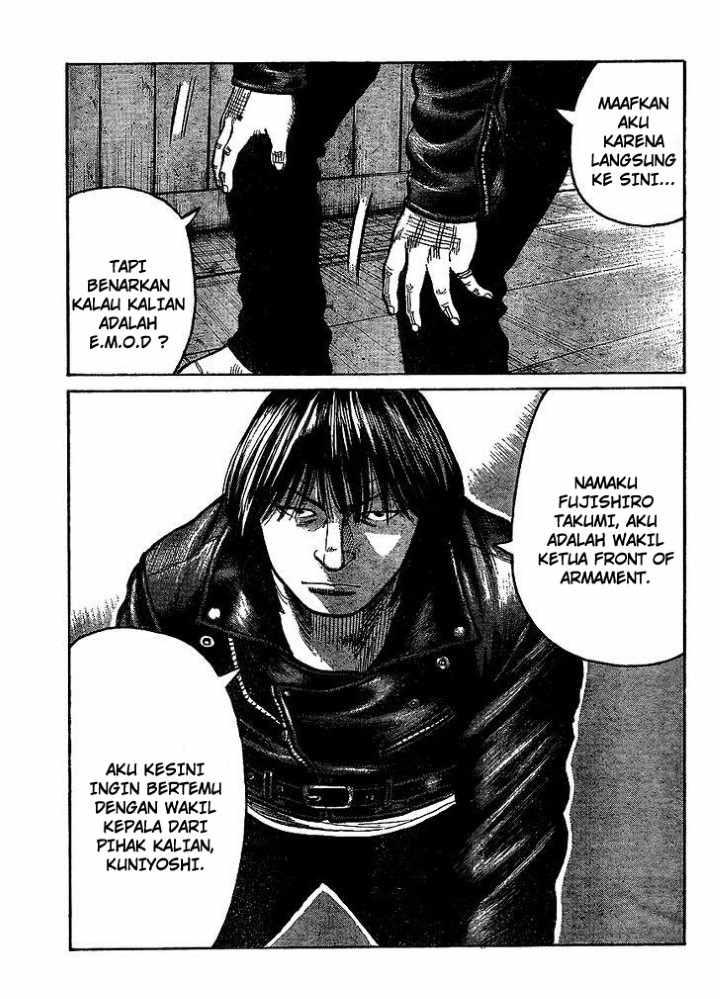 MAAFKAN
AKU
KARENA
LANGSUNG
KE SINI...
TAPI
BENARKAN
KALAU KALIAN
ADALAH
E.M.O.D ?
NAMAKU
FUJISHIRO
TAKUMI, AKU
ADALAH WAKIL
KETUA FRONT OF
ARMAMENT.
AKU KESINI
INGIN BERTEMU
DENGAN WAKIL
KEPALA DARI
PIHAK KALIAN,
KUNIYOSHI.